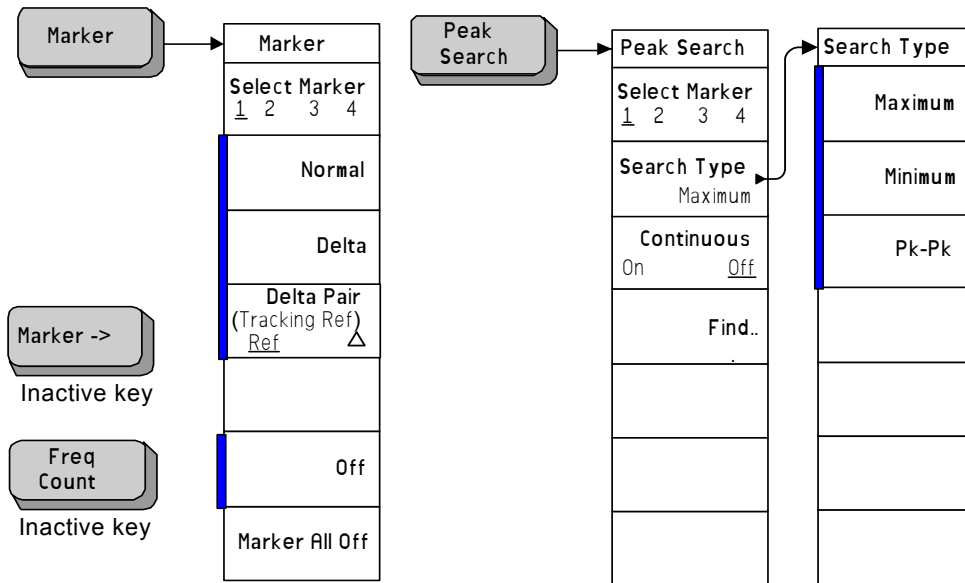 Marker
Marker
Select Marker
1 2 3 4
Normal
Delta
Delta Pair
(Tracking Ref)
Ref Δ
Off
Marker All Off
Marker ->
Inactive key
Freq
Count
Inactive key
Peak
Search
Peak Search
Select Marker
1 2 3 4
Search Type
Maximum
Continuous
On Off
Find..
.
Search Type
Maximum
Minimum
Pk-Pk